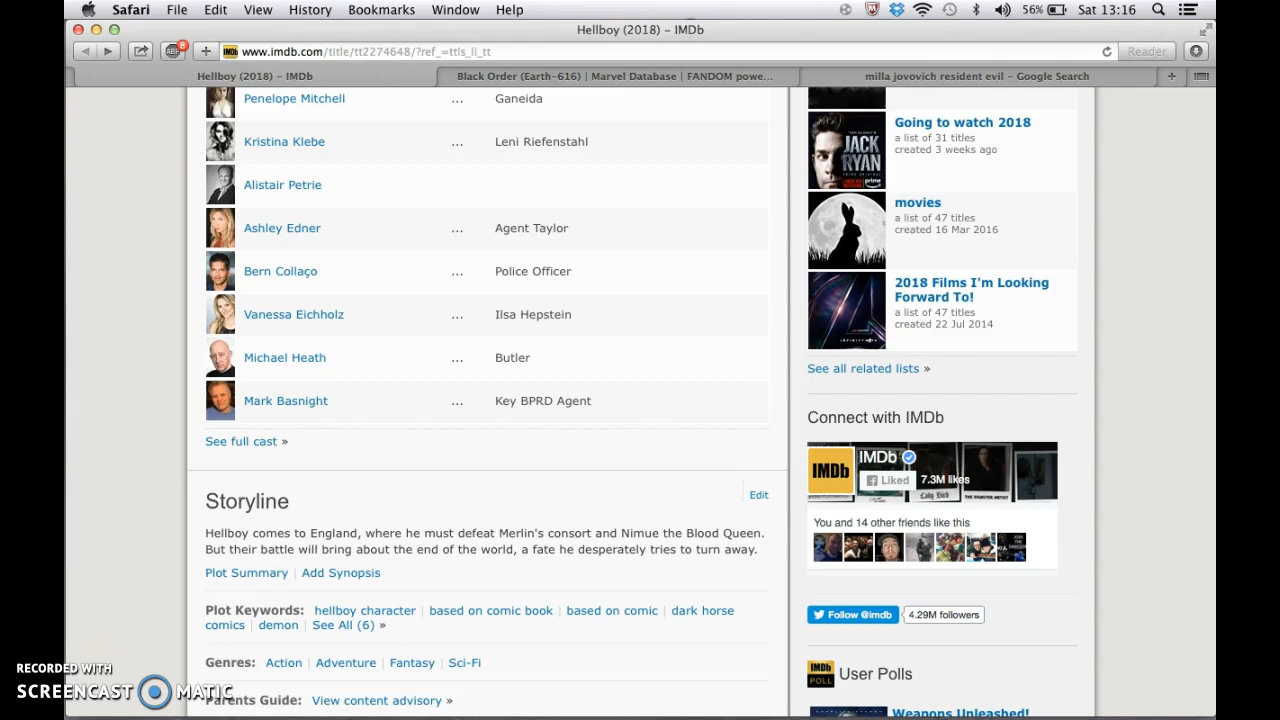 Safari File Edit View History Bookmarks Window Help 56% Sat 13:16
Hellboy (2018) – IMDb
ABP 8 + IMDb www.imdb.com/title/tt2274648/?ref_=ttls_li_tt Reader
Hellboy (2018) – IMDb Black Order (Earth-616) | Marvel Database | FANDOM powe... milla jovovich resident evil – Google Search +
Penelope Mitchell ... Ganeida
Kristina Klebe ... Leni Riefenstahl
Alistair Petrie
Ashley Edner ... Agent Taylor
Bern Collaço ... Police Officer
Vanessa Eichholz ... Ilsa Hepstein
Michael Heath ... Butler
Mark Basnight ... Key BPRD Agent
See full cast »
Storyline Edit
Hellboy comes to England, where he must defeat Merlin's consort and Nimue the Blood Queen.
But their battle will bring about the end of the world, a fate he desperately tries to turn away.
Plot Summary | Add Synopsis
Plot Keywords: hellboy character | based on comic book | based on comic | dark horse
comics | demon | See All (6) »
Genres: Action | Adventure | Fantasy | Sci-Fi
Parents Guide: View content advisory »
JACK
RYAN
prime
Going to watch 2018
a list of 31 titles
created 3 weeks ago
movies
a list of 47 titles
created 16 Mar 2016
2018 Films I'm Looking
Forward To!
a list of 47 titles
created 22 Jul 2014
See all related lists »
Connect with IMDb
IMDb IMDb
Liked 7.3M likes
You and 14 other friends like this
Follow @imdb 4.29M followers
IMDb
POLL
User Polls
Weapons Unleashed!
RECORDED WITH
SCREENCAST MATIC